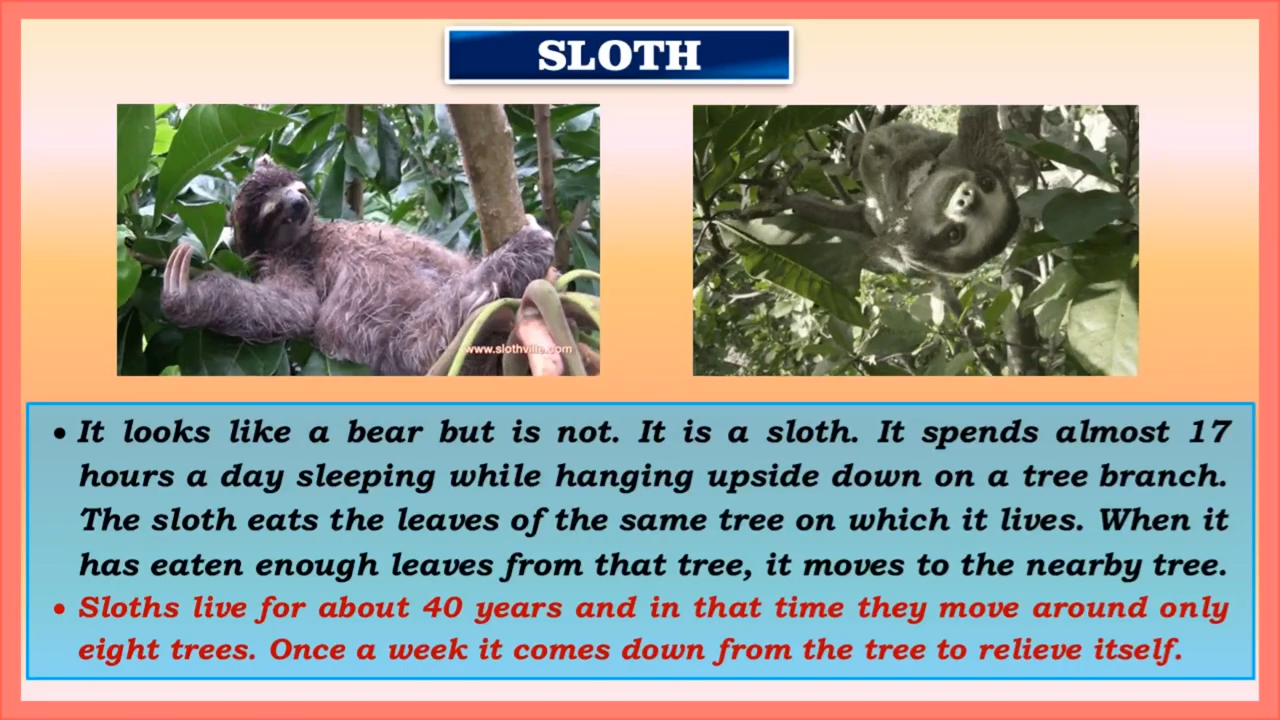 SLOTH
www.slothville.com
• It looks like a bear but is not. It is a sloth. It spends almost 17
hours a day sleeping while hanging upside down on a tree branch.
The sloth eats the leaves of the same tree on which it lives. When it
has eaten enough leaves from that tree, it moves to the nearby tree.
• Sloths live for about 40 years and in that time they move around only
eight trees. Once a week it comes down from the tree to relieve itself.